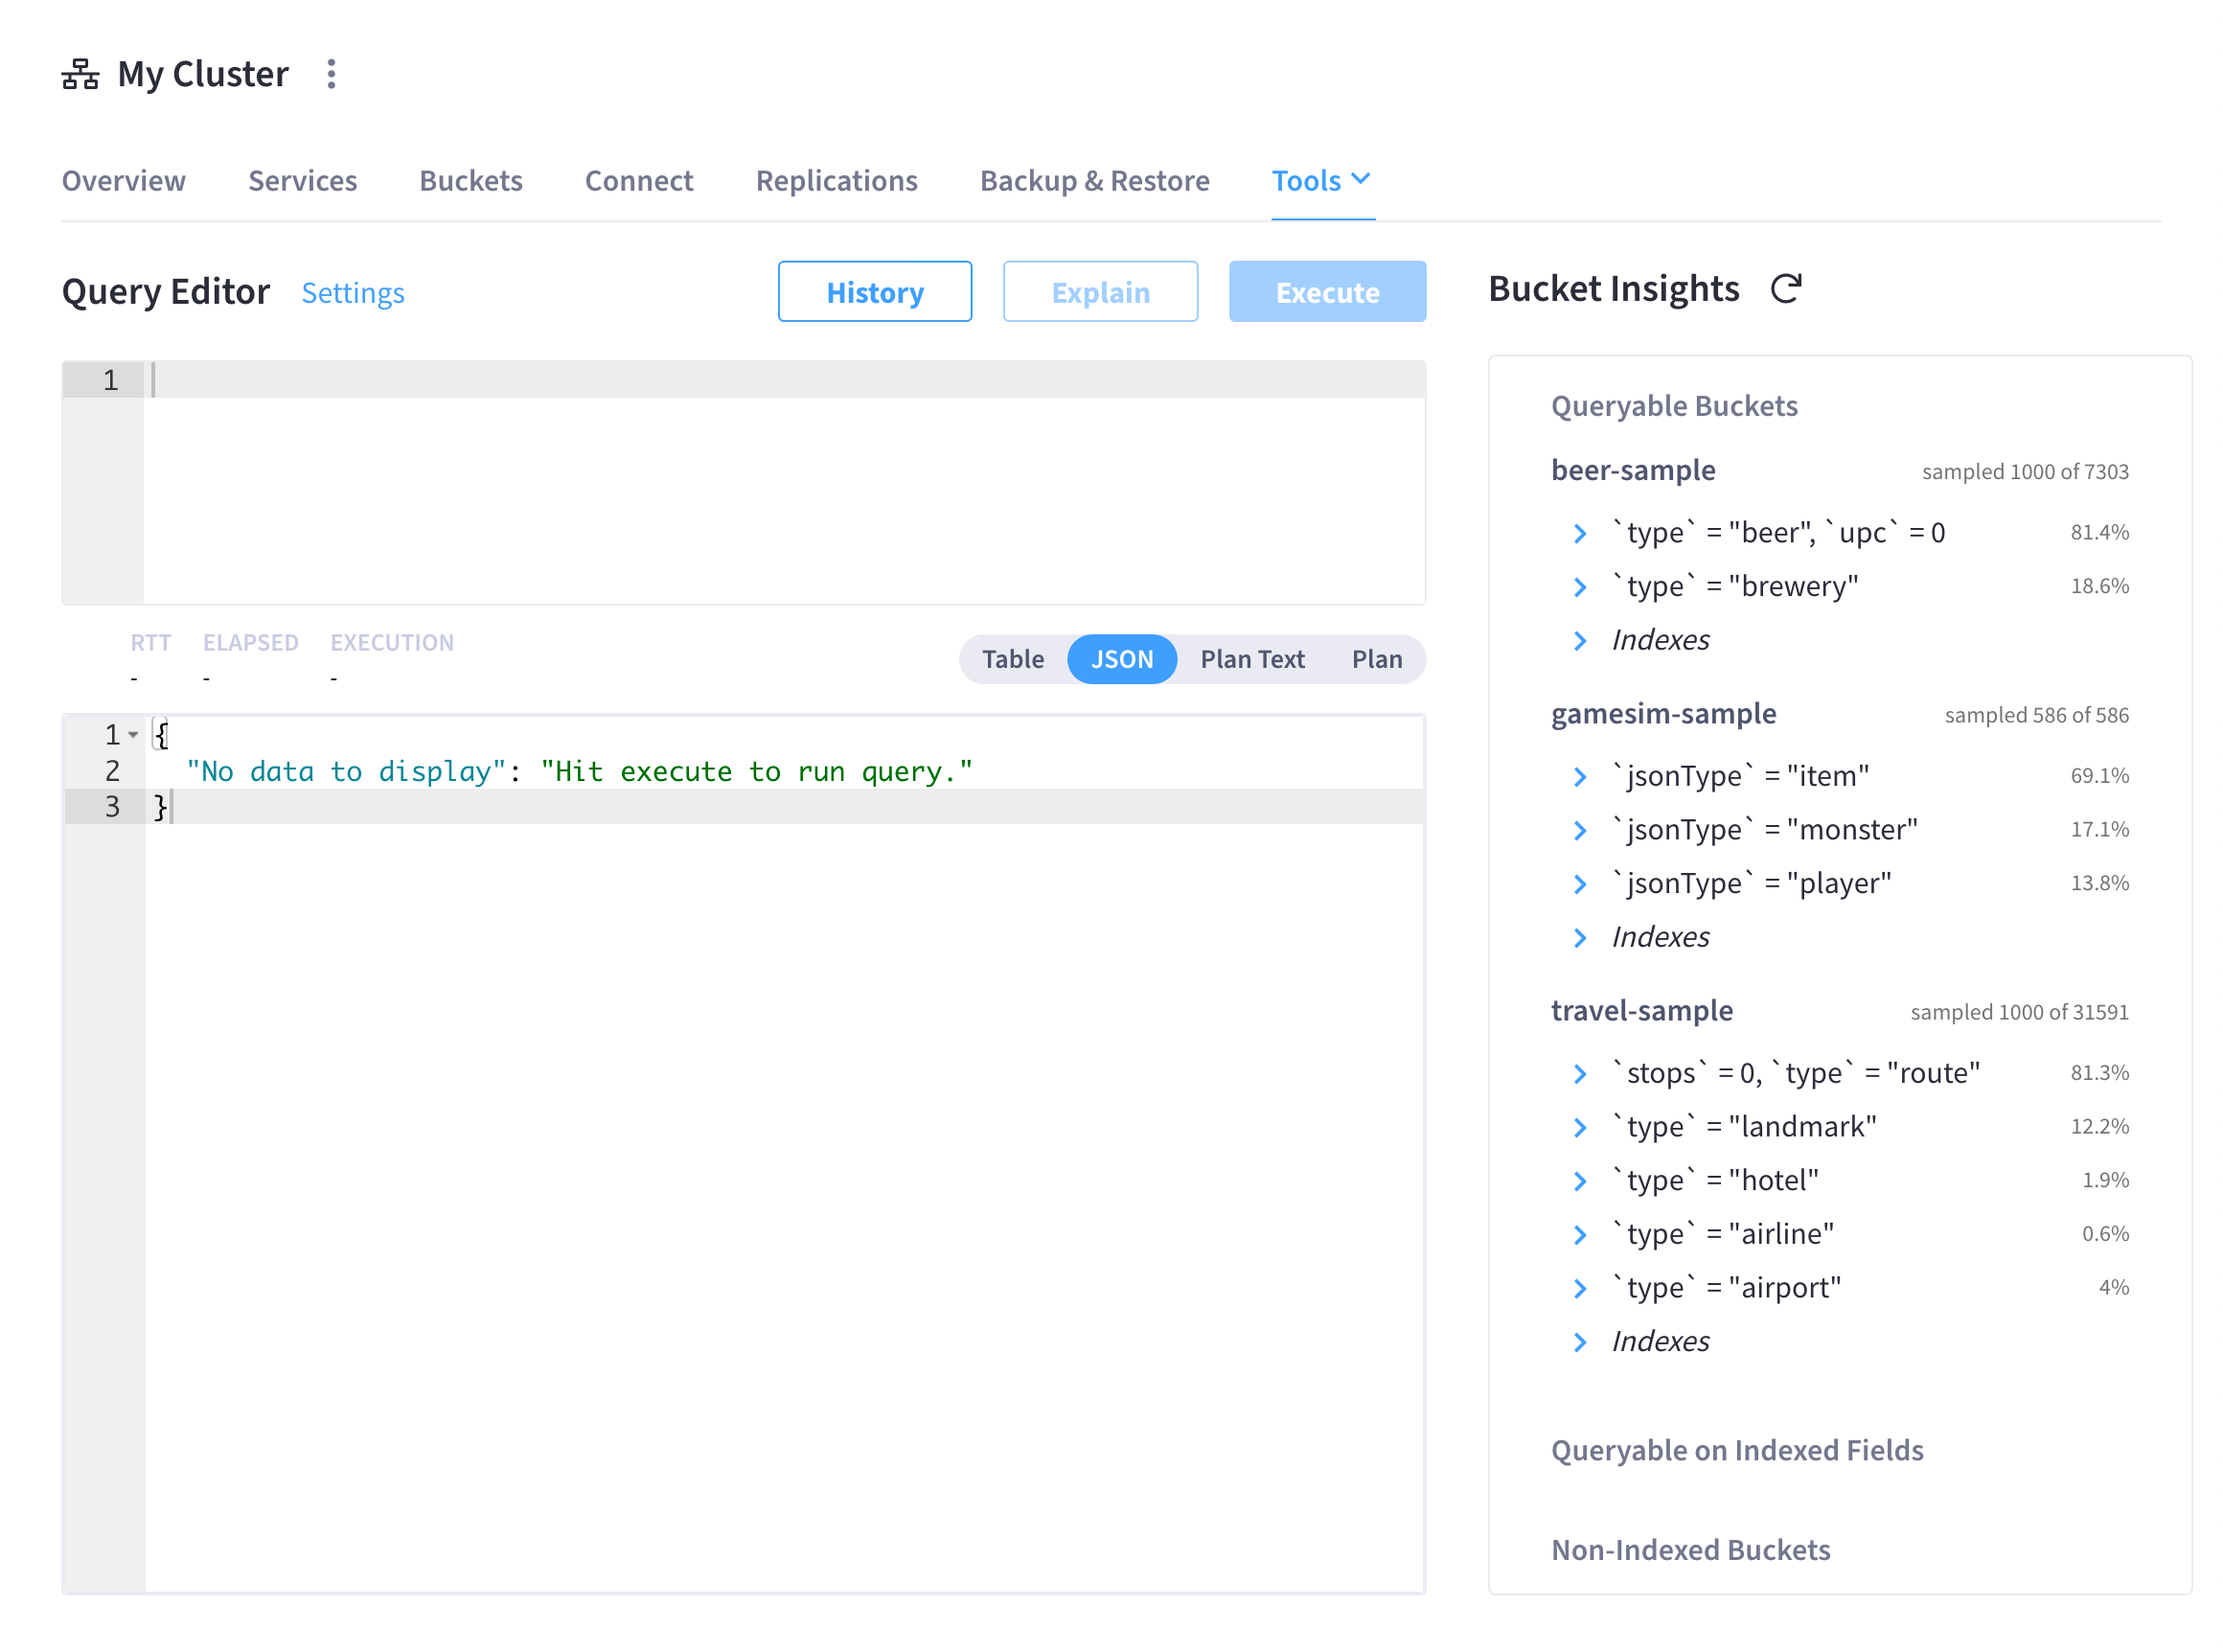 My Cluster
Overview Services Buckets Connect Replications Backup & Restore Tools
Query Editor Settings History Explain Execute
1
RTT ELAPSED EXECUTION
- - -
Table JSON Plan Text Plan
1 {
2 "No data to display": "Hit execute to run query."
3 }
Bucket Insights
Queryable Buckets
beer-sample sampled 1000 of 7303
`type` = "beer", `upc` = 0 81.4%
`type` = "brewery" 18.6%
Indexes
gamesim-sample sampled 586 of 586
`jsonType` = "item" 69.1%
`jsonType` = "monster" 17.1%
`jsonType` = "player" 13.8%
Indexes
travel-sample sampled 1000 of 31591
`stops` = 0, `type` = "route" 81.3%
`type` = "landmark" 12.2%
`type` = "hotel" 1.9%
`type` = "airline" 0.6%
`type` = "airport" 4%
Indexes
Queryable on Indexed Fields
Non-Indexed Buckets